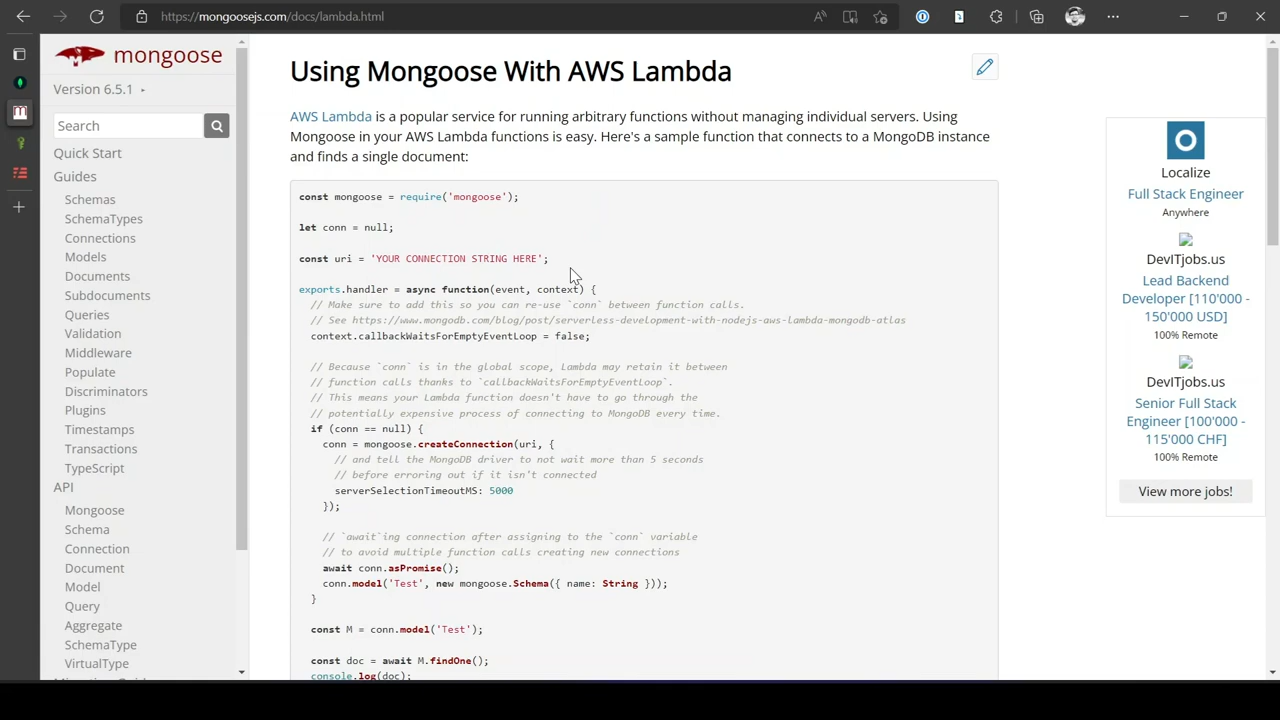 https://mongoosejs.com/docs/lambda.html
mongoose
Version 6.5.1
Search
Quick Start
Guides
Schemas
SchemaTypes
Connections
Models
Documents
Subdocuments
Queries
Validation
Middleware
Populate
Discriminators
Plugins
Timestamps
Transactions
TypeScript
API
Mongoose
Schema
Connection
Document
Model
Query
Aggregate
SchemaType
VirtualType
Using Mongoose With AWS Lambda
AWS Lambda is a popular service for running arbitrary functions without managing individual servers. Using
Mongoose in your AWS Lambda functions is easy. Here's a sample function that connects to a MongoDB instance
and finds a single document:
const mongoose = require('mongoose');
let conn = null;
const uri = 'YOUR CONNECTION STRING HERE';
exports.handler = async function(event, context) {
// Make sure to add this so you can re-use `conn` between function calls.
// See https://www.mongodb.com/blog/post/serverless-development-with-nodejs-aws-lambda-mongodb-atlas
context.callbackWaitsForEmptyEventLoop = false;
// Because `conn` is in the global scope, Lambda may retain it between
// function calls thanks to `callbackWaitsForEmptyEventLoop`.
// This means your Lambda function doesn't have to go through the
// potentially expensive process of connecting to MongoDB every time.
if (conn == null) {
conn = mongoose.createConnection(uri, {
// and tell the MongoDB driver to not wait more than 5 seconds
// before erroring out if it isn't connected
serverSelectionTimeoutMS: 5000
});
// `await`ing connection after assigning to the `conn` variable
// to avoid multiple function calls creating new connections
await conn.asPromise();
conn.model('Test', new mongoose.Schema({ name: String }));
}
const M = conn.model('Test');
const doc = await M.findOne();
console.log(doc);
Localize
Full Stack Engineer
Anywhere
DevITjobs.us
Lead Backend
Developer [110'000 -
150'000 USD]
100% Remote
DevITjobs.us
Senior Full Stack
Engineer [100'000 -
115'000 CHF]
100% Remote
View more jobs!